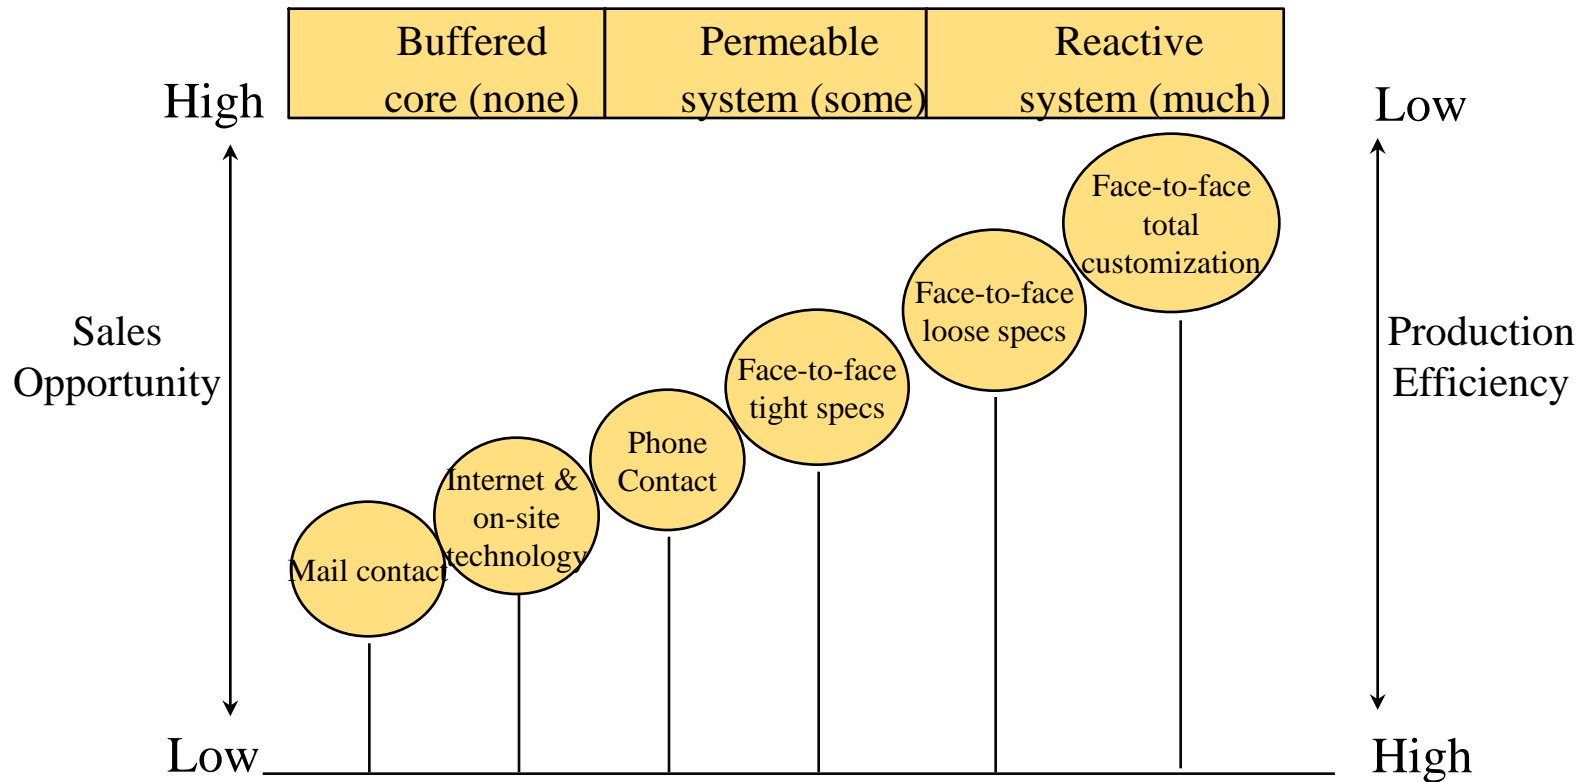 Buffered
core (none)
Permeable
system (some)
Reactive
system (much)
High
Low
Face-to-face
total
customization
Face-to-face
loose specs
Sales
Opportunity
Production
Efficiency
Face-to-face
tight specs
Phone
Contact
Internet &
on-site
technology
Mail contact
Low
High